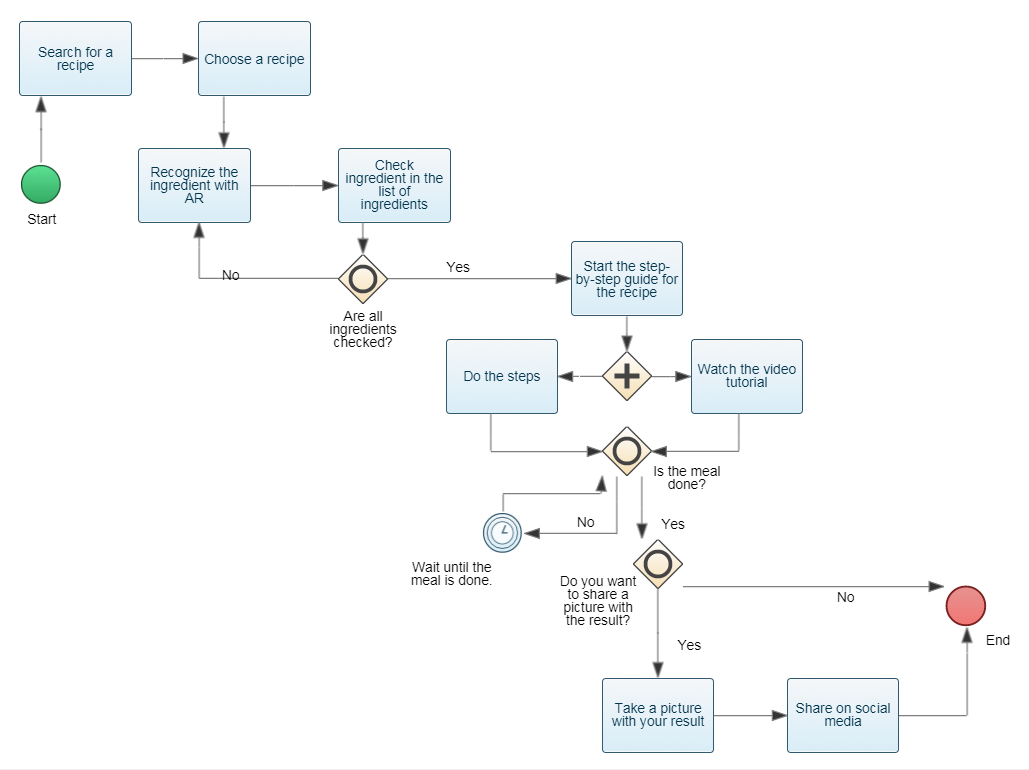 Search for a
recipe
Choose a recipe
Start
Recognize the
ingredient with
AR
Check
ingredient in the
list of
ingredients
No
Yes
Are all
ingredients
checked?
Start the step-
by-step guide for
the recipe
Do the steps
Watch the video
tutorial
Is the meal
done?
No
Yes
Wait until the
meal is done.
Do you want
to share a
picture with
the result?
No
End
Yes
Take a picture
with your result
Share on social
media